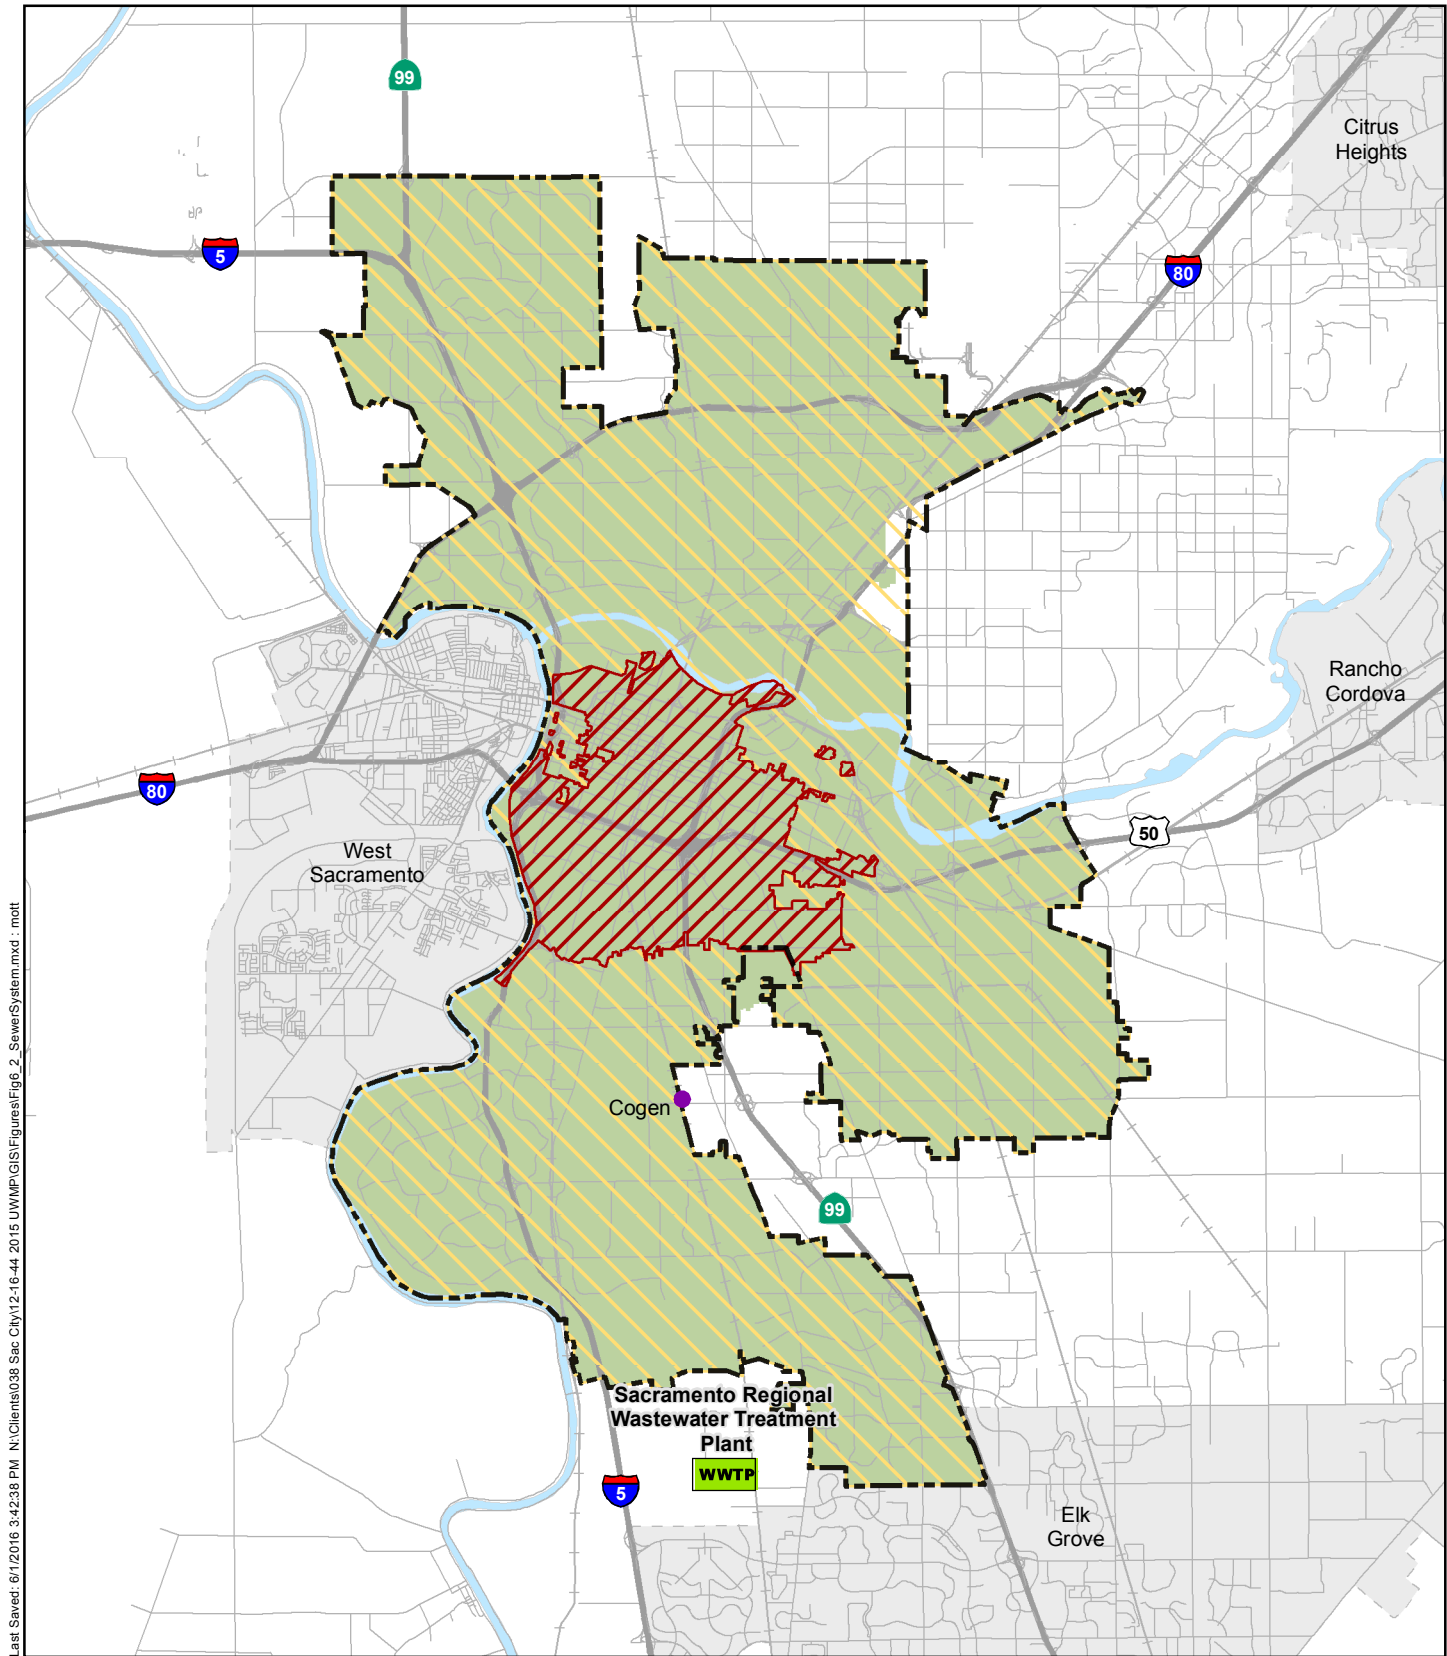 99
Citrus
Heights
5
80
Rancho
Cordova
80
50
West
Sacramento
Cogen
99
Sacramento Regional
Wastewater Treatment
Plant
WWTP
5
Elk
Grove
Last Saved: 6/1/2016 3:42:38 PM N:\Clients\038 Sac City\12-16-44 2015 UWMP\GIS\Figures\Fig6_2_SewerSystem.mxd : mott